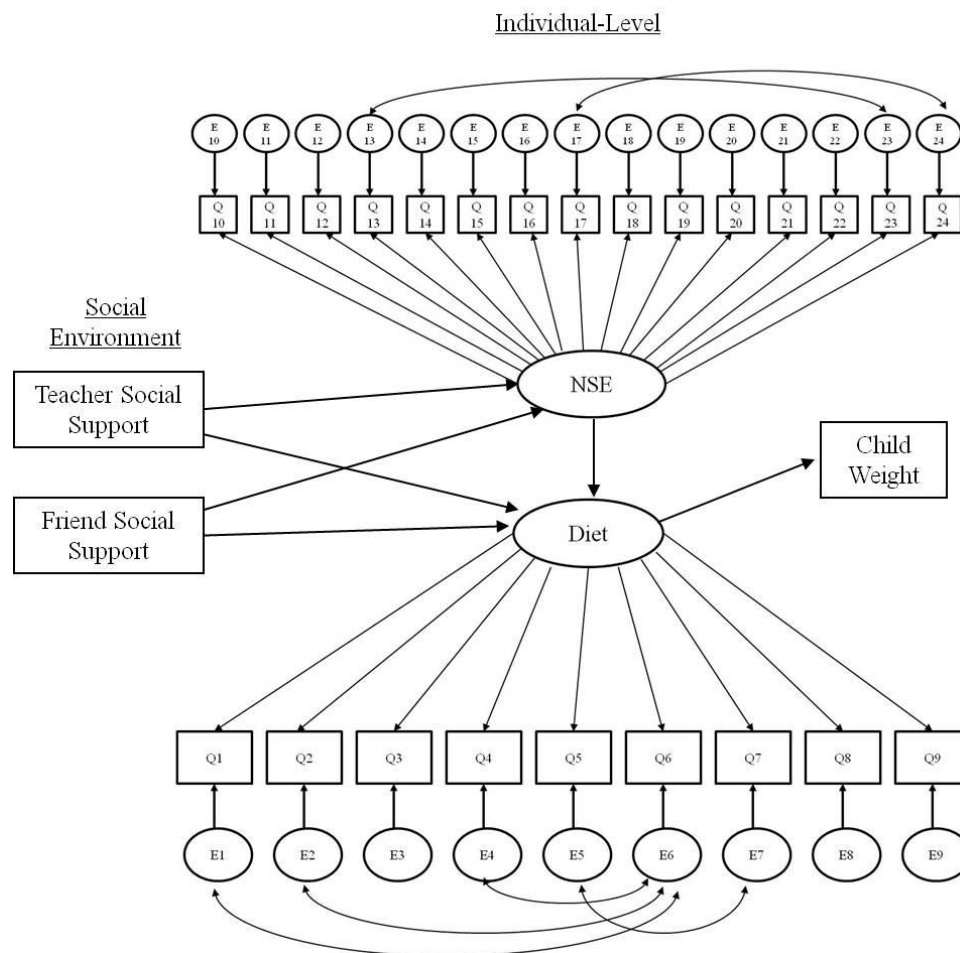 Individual-Level
E E E E E E E E E E E E E E E
10 11 12 13 14 15 16 17 18 19 20 21 22 23 24
Q Q Q Q Q Q Q Q Q Q Q Q Q Q Q
10 11 12 13 14 15 16 17 18 19 20 21 22 23 24
Social
Environment
Teacher Social
Support
NSE
Child
Weight
Friend Social
Support
Diet
Q1 Q2 Q3 Q4 Q5 Q6 Q7 Q8 Q9
E1 E2 E3 E4 E5 E6 E7 E8 E9